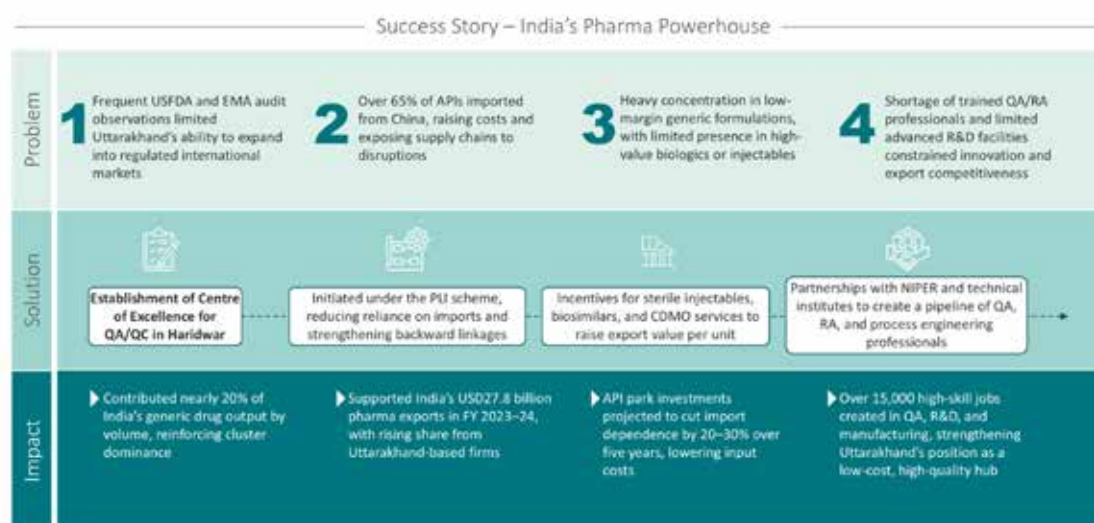 Success Story – India's Pharma Powerhouse
Problem
1
Frequent USFDA and EMA audit
observations limited
Uttarakhand's ability to expand
into regulated international
markets
2
Over 65% of APIs imported
from China, raising costs and
exposing supply chains to
disruptions
3
Heavy concentration in low-
margin generic formulations,
with limited presence in high-
value biologics or injectables
4
Shortage of trained QA/RA
professionals and limited
advanced R&D facilities
constrained innovation and
export competitiveness
Solution
Establishment of Centre
of Excellence for
QA/QC in Haridwar
Initiated under the PLI scheme,
reducing reliance on imports and
strengthening backward linkages
Incentives for sterile injectables,
biosimilars, and CDMO services to
raise export value per unit
Partnerships with NIPER and technical
institutes to create a pipeline of QA,
RA, and process engineering
professionals
Impact
Contributed nearly 20% of
India's generic drug output by
volume, reinforcing cluster
dominance
Supported India's USD27.8 billion
pharma exports in FY 2023–24,
with rising share from
Uttarakhand-based firms
API park investments
projected to cut import
dependence by 20–30% over
five years, lowering input
costs
Over 15,000 high-skill jobs
created in QA, R&D, and
manufacturing, strengthening
Uttarakhand's position as a
low-cost, high-quality hub